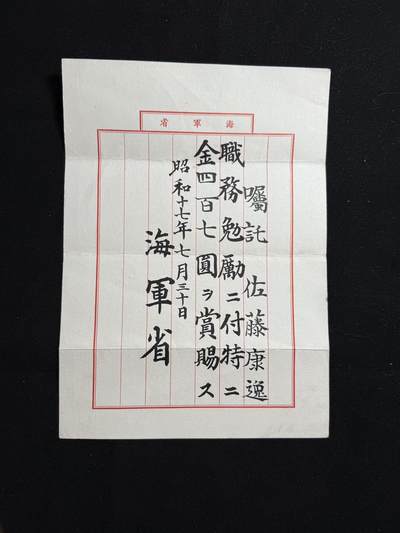 海軍省
囑託 佐藤康逸
職務勉勵ニ付特ニ
金四百七圓ヲ賞賜ス
昭和十七年七月三十日
海軍省